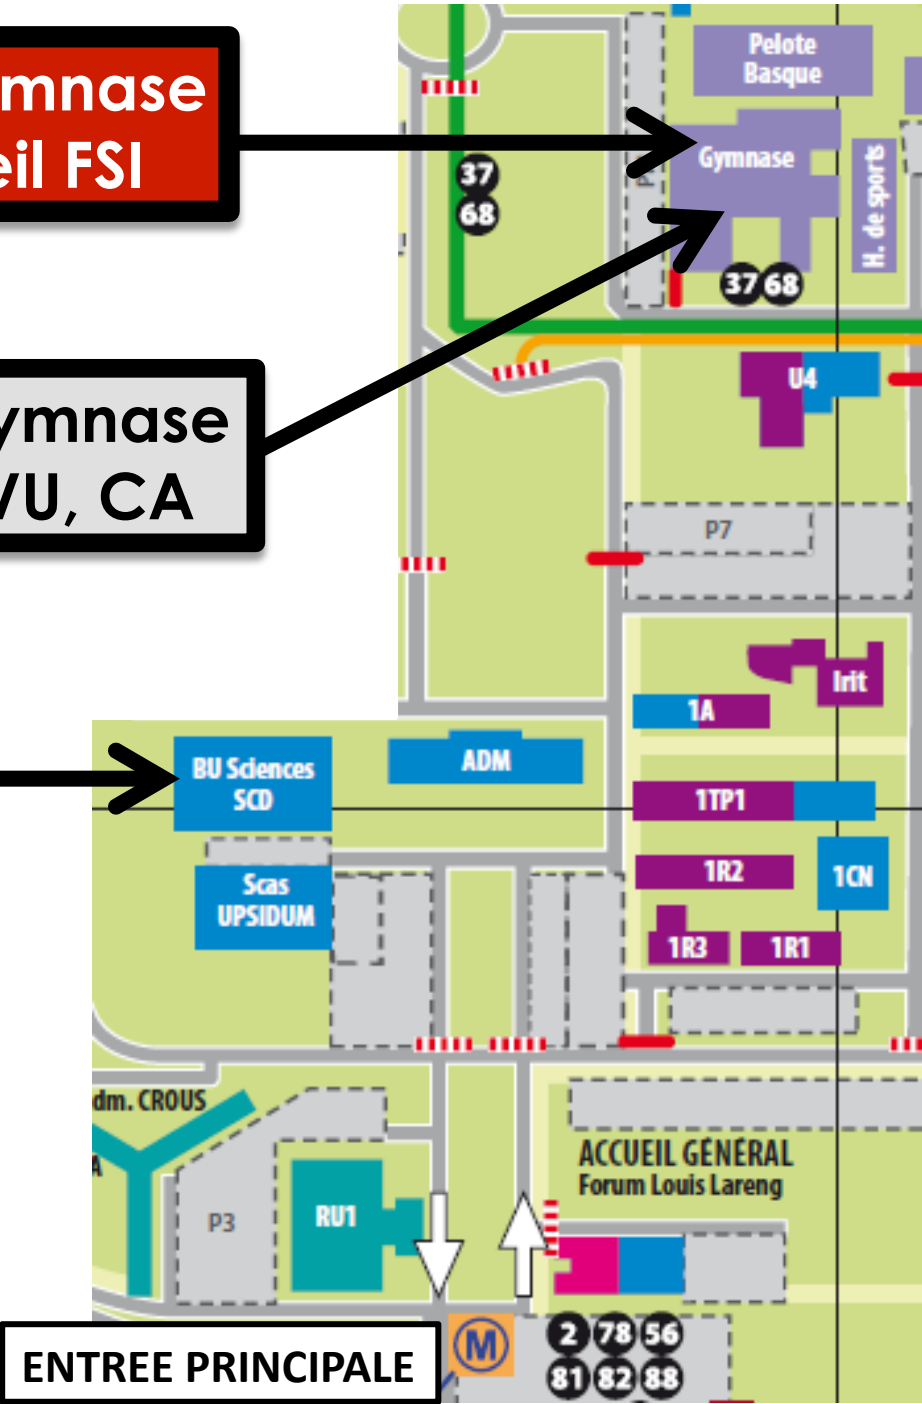 mnase
eil FSI
Pelote
Basque
Gymnase
H. de sports
37
68
37 68
ymnase
VU, CA
U4
P7
Irit
1A
BU Sciences
SCD
ADM
1TP1
1R2
1CN
Scas
UPSIDUM
1R3
1R1
dm. CROUS
A
ACCUEIL GÉNÉRAL
Forum Louis Lareng
P3
RU1
ENTREE PRINCIPALE
M
2 78 56
81 82 88